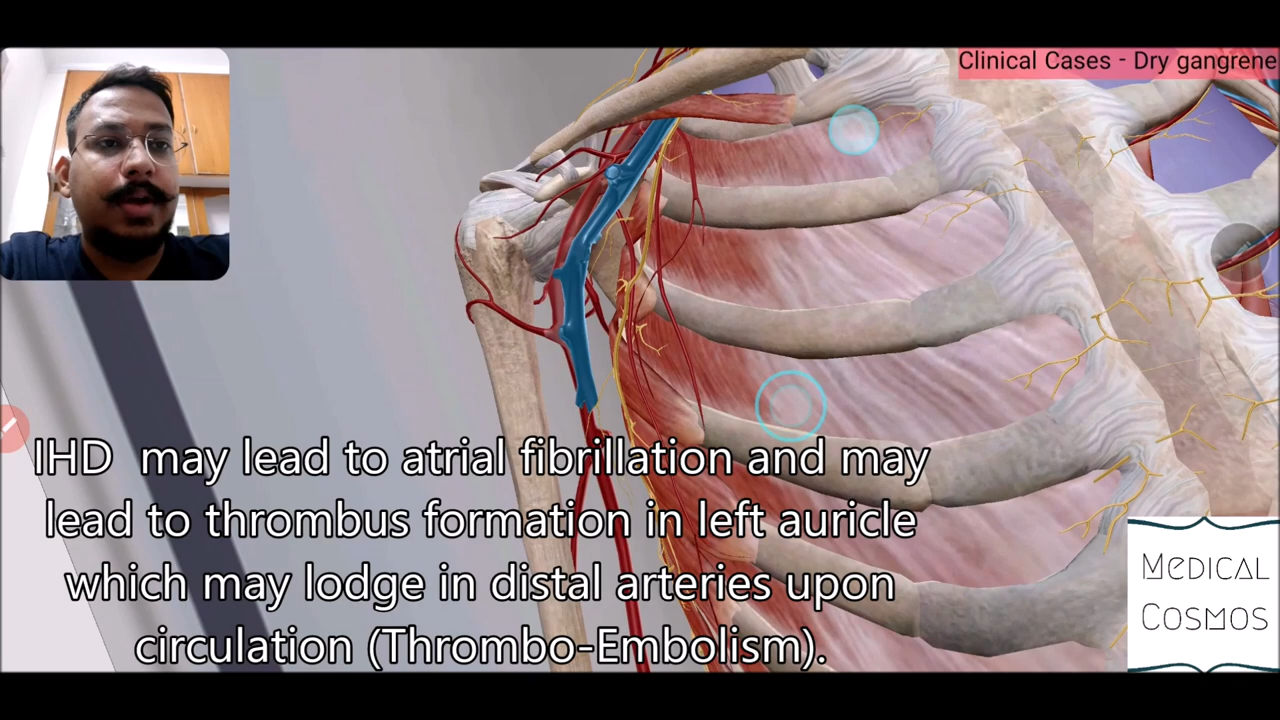 Clinical Cases - Dry gangrene
IHD may lead to atrial fibrillation and may
lead to thrombus formation in left auricle
which may lodge in distal arteries upon
circulation (Thrombo-Embolism).
MEDICAL
COSMOS